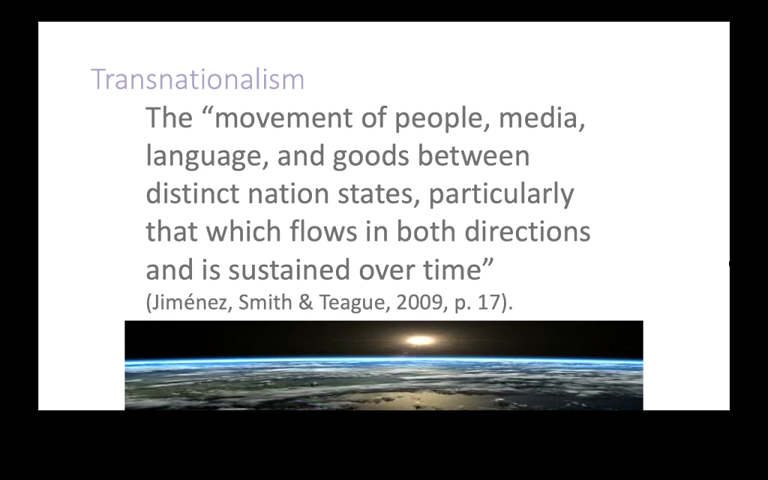 Transnationalism
The “movement of people, media,
language, and goods between
distinct nation states, particularly
that which flows in both directions
and is sustained over time”
(Jiménez, Smith & Teague, 2009, p. 17).